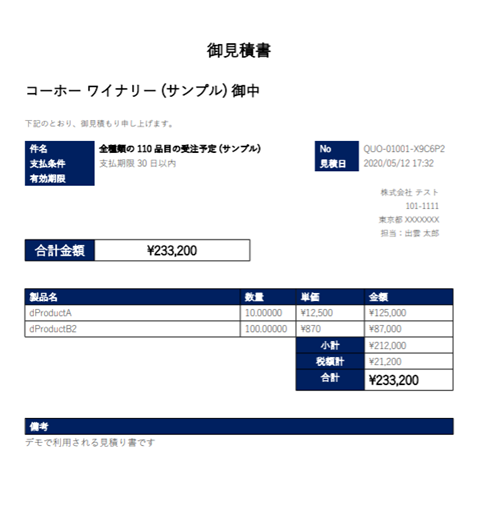 御見積書
コーホー ワイナリー (サンプル) 御中
下記のとおり、御見積もり申し上げます。
件名 全種類の 110 品目の受注予定 (サンプル)
支払条件 支払期限 30 日以内
有効期限
No QUO-01001-X9C6P2
見積日 2020/05/12 17:32
株式会社 テスト
101-1111
東京都 XXXXXXX
担当：出雲 太郎
合計金額 ¥233,200
製品名 数量 単価 金額
dProductA 10.00000 ¥12,500 ¥125,000
dProductB2 100.00000 ¥870 ¥87,000
小計 ¥212,000
税額計 ¥21,200
合計 ¥233,200
備考
デモで利用される見積り書です